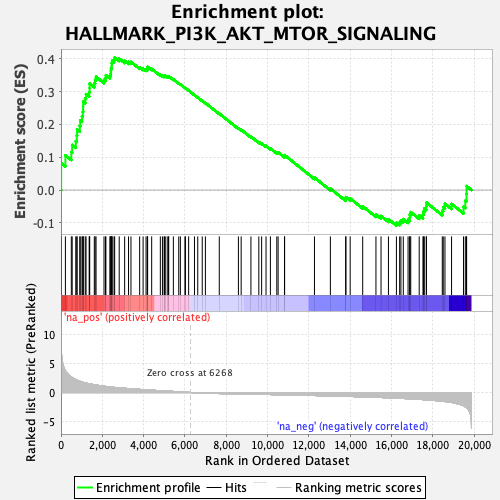 Enrichment plot:
HALLMARK_PI3K_AKT_MTOR_SIGNALING
Enrichment score (ES)
0.4
0.3
0.2
0.1
0.0
-0.1
'na_pos' (positively correlated)
Ranked list metric (PreRanked)
10
5
0
-5
Zero cross at 6268
'na_neg' (negatively correlated)
0
2,000
4,000
6,000
8,000
10,000
12,000
14,000
16,000
18,000
20,000
Rank in Ordered Dataset
Enrichment profile
Hits
Ranking metric scores